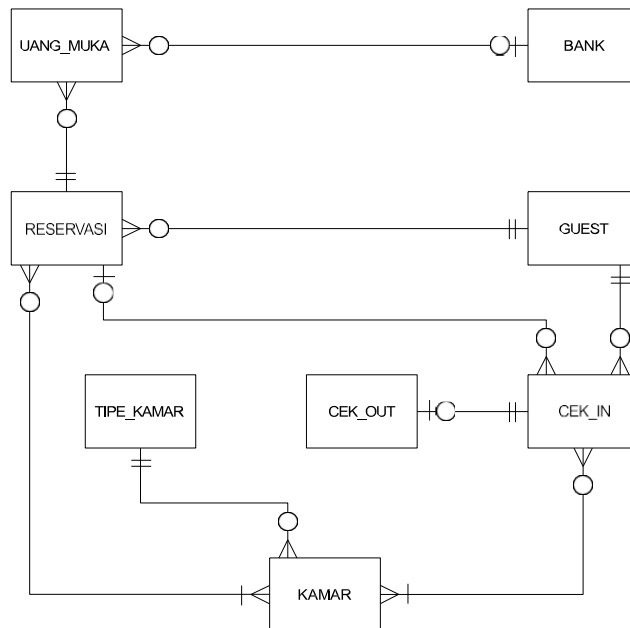 UANG_MUKA
BANK
RESERVASI
GUEST
TIPE_KAMAR
CEK_OUT
CEK_IN
KAMAR